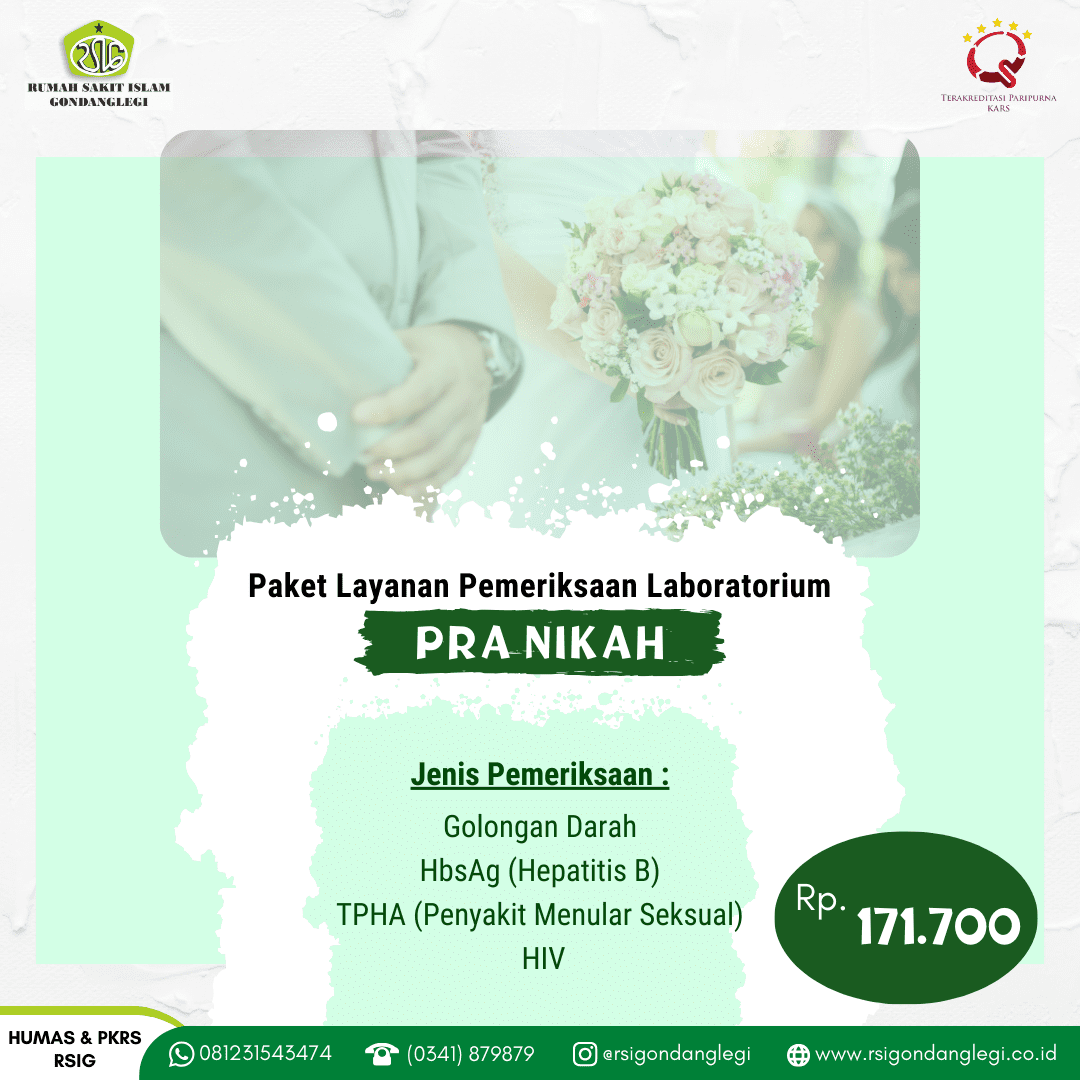 RSIG
RUMAH SAKIT ISLAM
GONDANGLEGI
TERAKREDITASI PARIPURNA
KARS
Paket Layanan Pemeriksaan Laboratorium
PRA NIKAH
Jenis Pemeriksaan :
Golongan Darah
HbsAg (Hepatitis B)
TPHA (Penyakit Menular Seksual)
HIV
Rp. 171.700
HUMAS & PKRS
RSIG
081231543474
(0341) 879879
@rsigondanglegi
www.rsigondanglegi.co.id